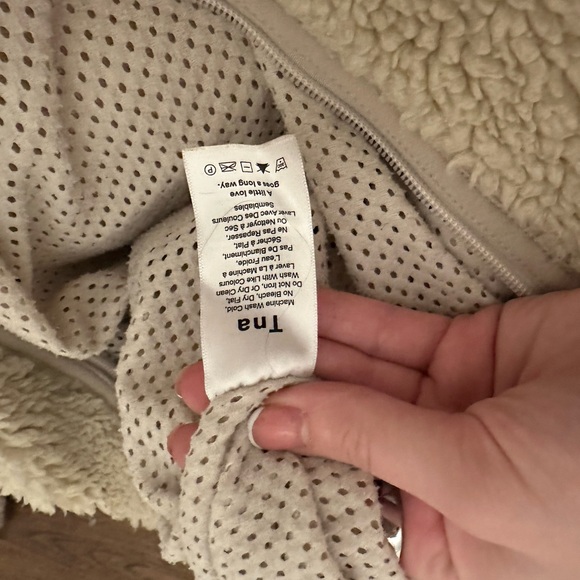 Tna
Machine Wash Cold,
No Bleach, Dry Flat,
Do Not Iron, Or Dry Clean
Wash With Like Colours
Laver À La Machine à
L'eau Froide,
Pas De Blanchiment,
Sécher à Plat,
Ne Pas Repasser,
Ou Nettoyer à Sec
Laver Avec Des Couleurs
Semblables
A little love
goes a long way.
P